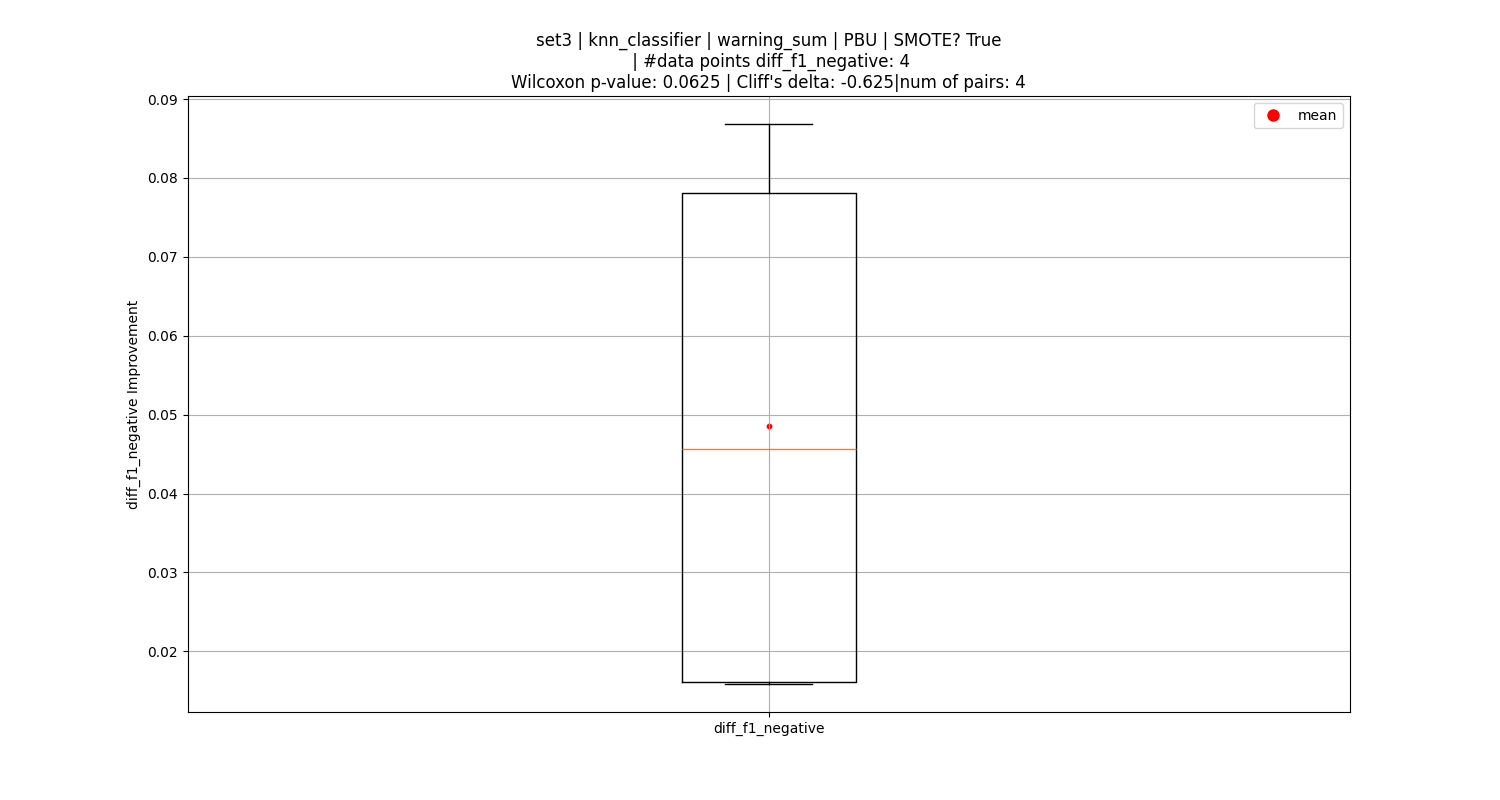 set3 | knn_classifier | warning_sum | PBU | SMOTE? True
| #data points diff_f1_negative: 4
Wilcoxon p-value: 0.0625 | Cliff's delta: -0.625|num of pairs: 4
mean
0.09
0.08
0.07
0.06
0.05
0.04
0.03
0.02
diff_f1_negative Improvement
diff_f1_negative